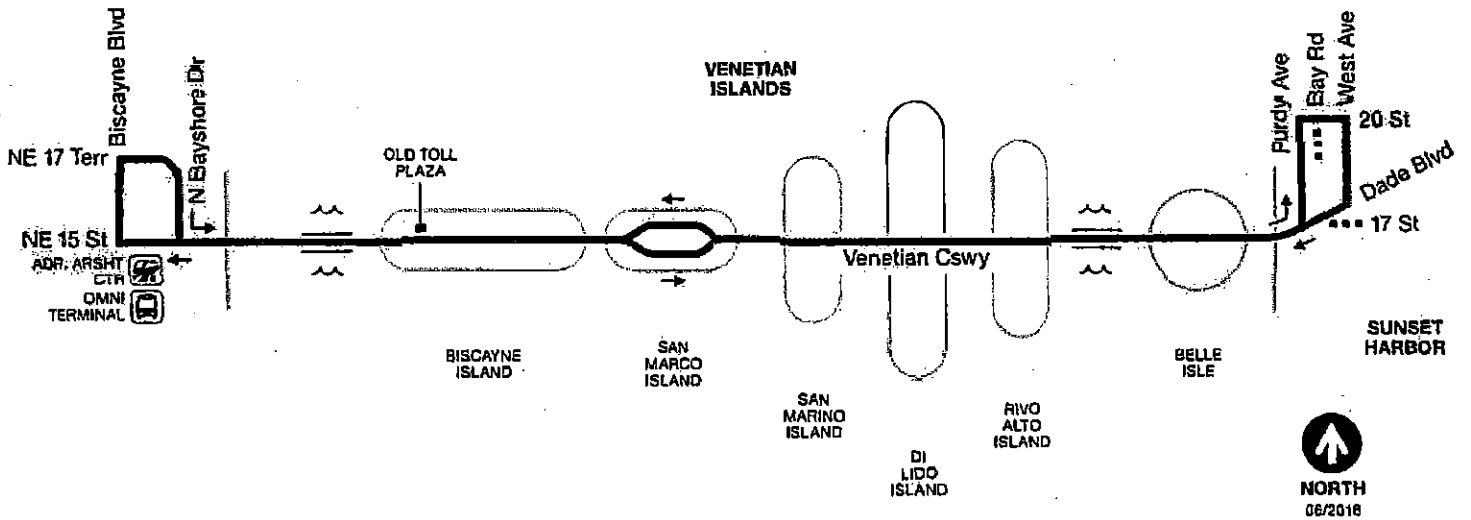 Biscayne Blvd
N Bayshore Dir
VENETIAN
ISLANDS
Purdy Ave
Bay Rd
West Ave
NE 17 Terr
20 St
OLD TOLL
PLAZA
Dade Blvd
NE 15 St
17 St
ADR. ARSHT
CTR
OMNI
TERMINAL
Venetian Cswy
SUNSET
HARBOR
BISCAYNE
ISLAND
SAN
MARCO
ISLAND
BELLE
ISLE
SAN
MARINO
ISLAND
RIVO
ALTO
ISLAND
DI
LIDO
ISLAND
NORTH
06/2016